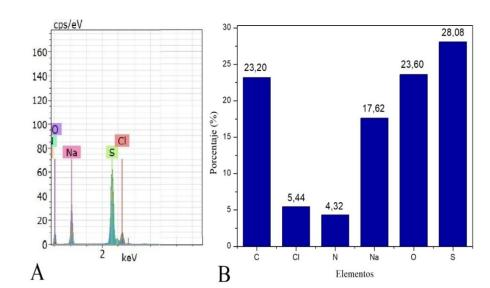 cps/eV
160
140
120
100
80
60
40
20
0
O
Na
S
Cl
2
keV
A
B
Porcentaje (%)
30
25
20
15
10
5
0
23,20
5,44
4,32
17,62
23,60
28,08
C
Cl
N
Na
O
S
Elementos